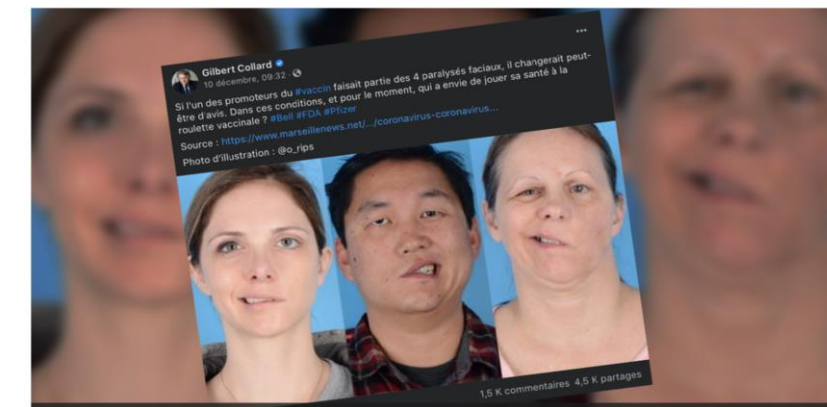 Gilbert Collard
10 décembre, 09:32
Si l'un des promoteurs du #vaccin faisait partie des 4 paralysés faciaux, il changerait peut-
être d'avis. Dans ces conditions, et pour le moment, qui a envie de jouer sa santé à la
roulette vaccinale ? #Bell #FDA #Pfizer
Source : https://www.marseillenews.net/.../coronavirus-coronavirus...
Photo d'illustration : @o_rips
1,5 K commentaires 4,5 K partages